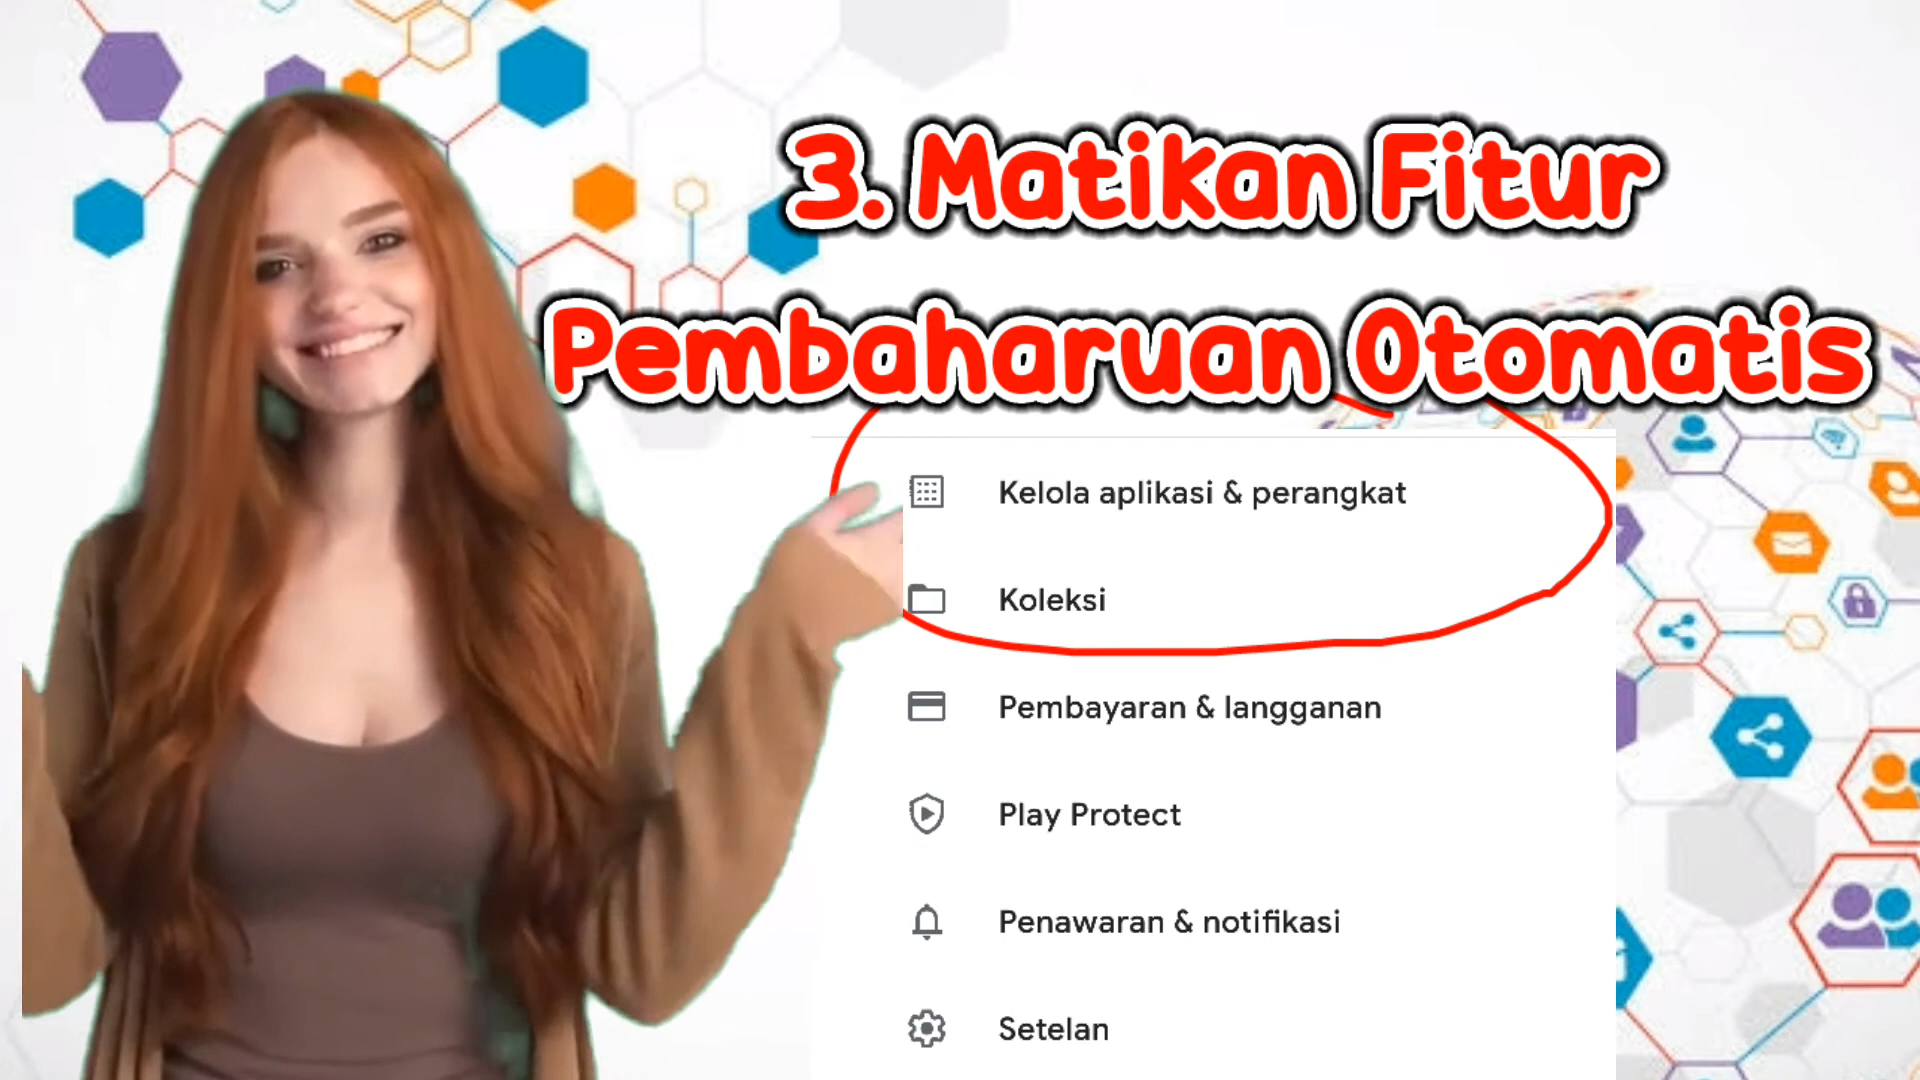 3. Matikan Fitur
Pembaharuan Otomatis
Kelola aplikasi & perangkat
Koleksi
Pembayaran & langganan
Play Protect
Penawaran & notifikasi
Setelan